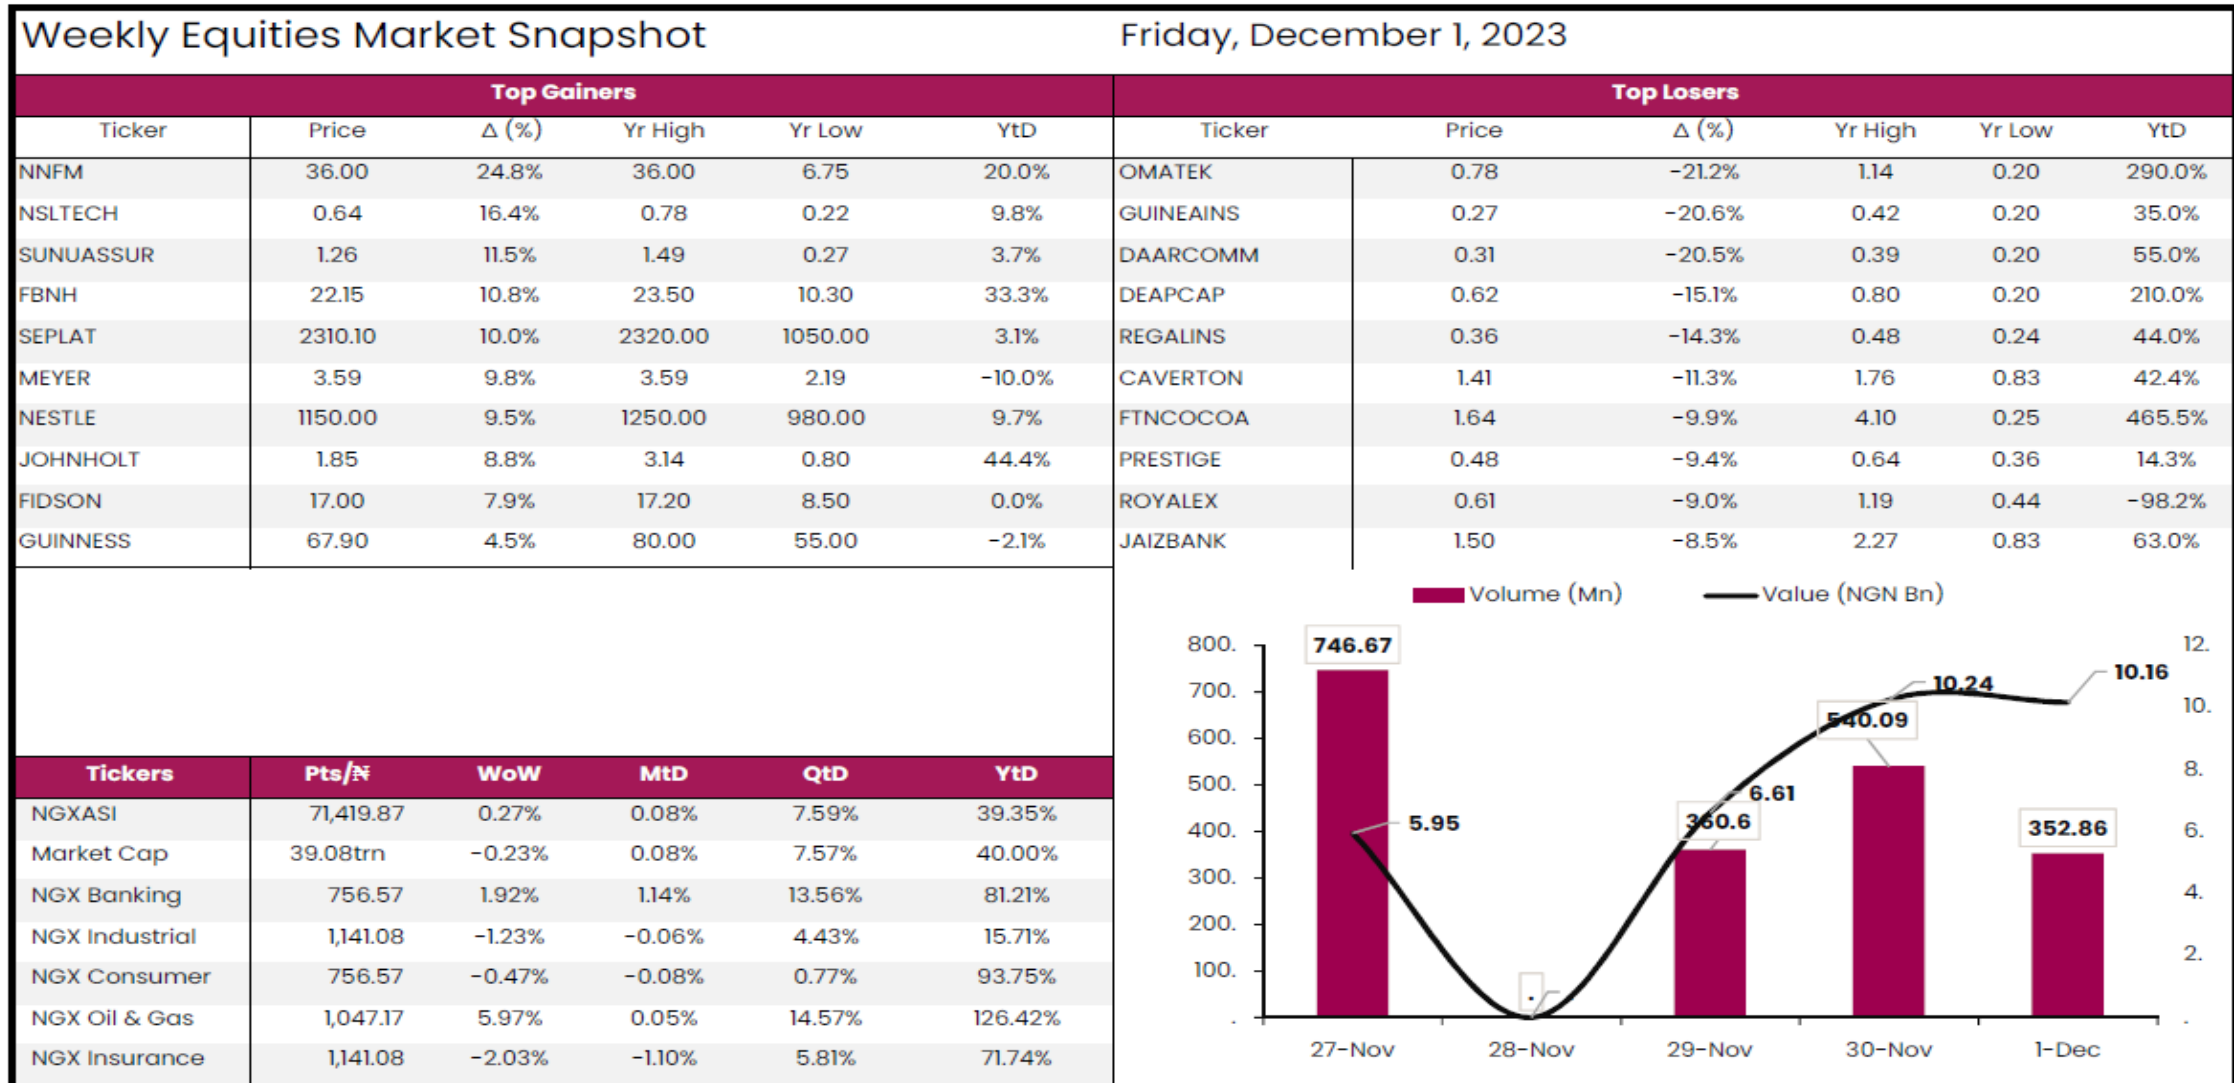 Weekly Equities Market Snapshot Friday, December 1, 2023
Top Gainers
Ticker Price Δ (%) Yr High Yr Low YtD
NNFM 36.00 24.8% 36.00 6.75 20.0%
NSLTECH 0.64 16.4% 0.78 0.22 9.8%
SUNUASSUR 1.26 11.5% 1.49 0.27 3.7%
FBNH 22.15 10.8% 23.50 10.30 33.3%
SEPLAT 2310.10 10.0% 2320.00 1050.00 3.1%
MEYER 3.59 9.8% 3.59 2.19 -10.0%
NESTLE 1150.00 9.5% 1250.00 980.00 9.7%
JOHNHOLT 1.85 8.8% 3.14 0.80 44.4%
FIDSON 17.00 7.9% 17.20 8.50 0.0%
GUINNESS 67.90 4.5% 80.00 55.00 -2.1%
Top Losers
Ticker Price Δ (%) Yr High Yr Low YtD
OMATEK 0.78 -21.2% 1.14 0.20 290.0%
GUINEAINS 0.27 -20.6% 0.42 0.20 35.0%
DAARCOMM 0.31 -20.5% 0.39 0.20 55.0%
DEAPCAP 0.62 -15.1% 0.80 0.20 210.0%
REGALINS 0.36 -14.3% 0.48 0.24 44.0%
CAVERTON 1.41 -11.3% 1.76 0.83 42.4%
FTNCOCOA 1.64 -9.9% 4.10 0.25 465.5%
PRESTIGE 0.48 -9.4% 0.64 0.36 14.3%
ROYALEX 0.61 -9.0% 1.19 0.44 -98.2%
JAIZBANK 1.50 -8.5% 2.27 0.83 63.0%
Tickers Pts/₦ WoW MtD QtD YtD
NGXASI 71,419.87 0.27% 0.08% 7.59% 39.35%
Market Cap 39.08trn -0.23% 0.08% 7.57% 40.00%
NGX Banking 756.57 1.92% 1.14% 13.56% 81.21%
NGX Industrial 1,141.08 -1.23% -0.06% 4.43% 15.71%
NGX Consumer 756.57 -0.47% -0.08% 0.77% 93.75%
NGX Oil & Gas 1,047.17 5.97% 0.05% 14.57% 126.42%
NGX Insurance 1,141.08 -2.03% -1.10% 5.81% 71.74%
Volume (Mn) Value (NGN Bn)
800. 746.67 12.
700. 10.24 10.16
600. 540.09 10.
500. 6.61 8.
400. 5.95 360.6 352.86 6.
300. 4.
200. 2.
100. .
. . .
27-Nov 28-Nov 29-Nov 30-Nov 1-Dec